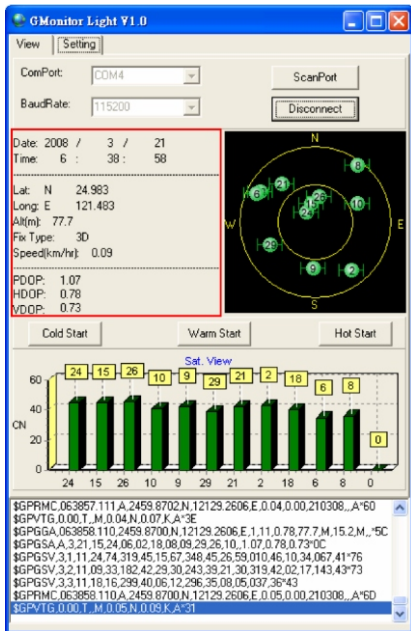 GMonitor Light V1.0
View Setting
ComPort: COM4 ScanPort
BaudRate: 115200 Disconnect
Date: 2008 / 3 / 21
Time: 6 : 38 : 58
Lat: N 24.983
Long: E 121.483
Alt(m): 77.7
Fix Type: 3D
Speed(km/hr): 0.09
PDOP: 1.07
HDOP: 0.78
VDOP: 0.73
N
8
21
6
26
15
10
24
W
E
29
9 2
S
Cold Start Warm Start Hot Start
Sat. View
24 15 26 10 9 29 21 2 18 6 8 0
60
40
CN
20
0
24 15 26 10 9 29 21 2 18 6 8 0
$GPRMC,063857.111,A,2459.8702,N,12129.2606,E,0.04,0.00,210308,,,A*60
$GPVTG,0.00,T,,M,0.04,N,0.07,K,A*3E
$GPGGA,063858.110,2459.8700,N,12129.2606,E,1,11,0.78,77.7,M,15.2,M,,*5C
$GPGSA,A,3,21,15,24,06,02,18,08,09,29,26,10,,1.07,0.78,0.73*0C
$GPGSV,3,1,11,24,74,319,45,15,67,348,45,26,59,010,46,10,34,067,41*76
$GPGSV,3,2,11,09,33,182,42,29,30,243,39,21,30,319,42,02,17,143,43*73
$GPGSV,3,3,11,18,16,299,40,06,12,296,35,08,05,037,36*43
$GPRMC,063858.110,A,2459.8700,N,12129.2606,E,0.05,0.00,210308,,,A*6D
$GPVTG,0.00,T,,M,0.05,N,0.09,K,A*31